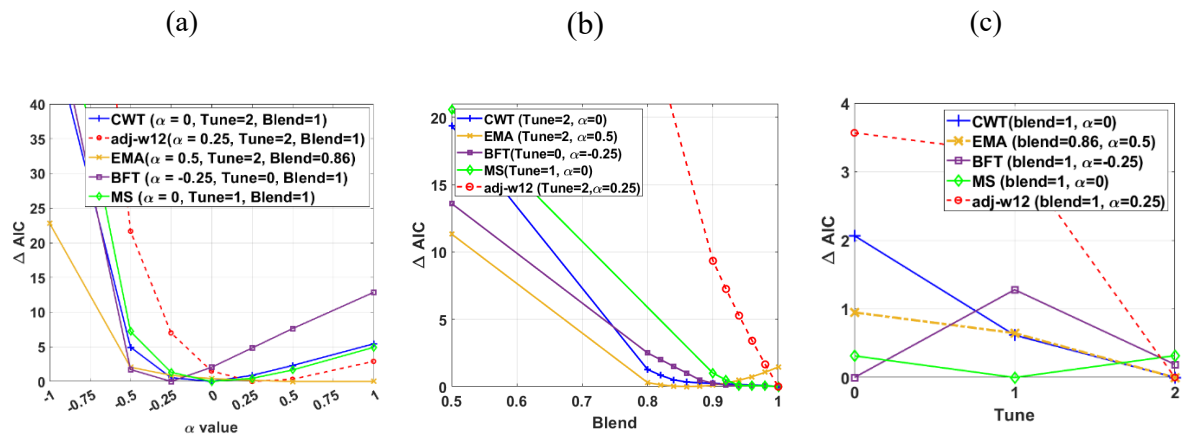 (a)
(b)
(c)
40
35
30
25
20
15
10
5
0
Δ AIC
CWT (α = 0, Tune=2, Blend=1)
adj-w12(α = 0.25, Tune=2, Blend=1)
EMA(α = 0.5, Tune=2, Blend=0.86)
BFT (α = -0.25, Tune=0, Blend=1)
MS (α = 0, Tune=1, Blend=1)
-1
-0.75
-0.5
-0.25
0
0.25
0.5
0.75
1
α value
20
15
10
5
0
Δ AIC
CWT (Tune=2, α=0)
EMA (Tune=2, α=0.5)
BFT(Tune=0, α=-0.25)
MS(Tune=1, α=0)
adj-w12 (Tune=2,α=0.25)
0.5
0.6
0.7
0.8
0.9
1
Blend
4
3
2
1
0
Δ AIC
CWT(blend=1, α=0)
EMA (blend=0.86, α=0.5)
BFT (blend=1, α=-0.25)
MS (blend=1, α=0)
adj-w12 (blend=1, α=0.25)
0
1
2
Tune